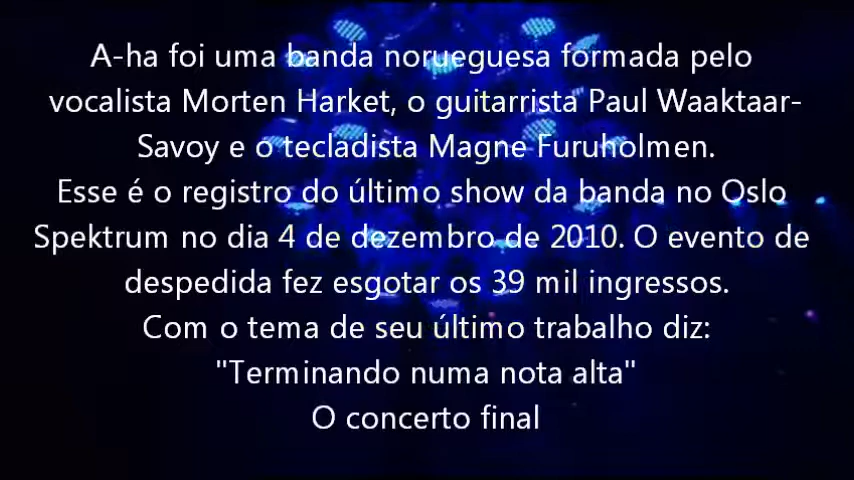 A-ha foi uma banda norueguesa formada pelo
vocalista Morten Harket, o guitarrista Paul Waaktaar-
Savoy e o tecladista Magne Furuholmen.
Esse é o registro do último show da banda no Oslo
Spektrum no dia 4 de dezembro de 2010. O evento de
despedida fez esgotar os 39 mil ingressos.
Com o tema de seu último trabalho diz:
"Terminando numa nota alta"
O concerto final